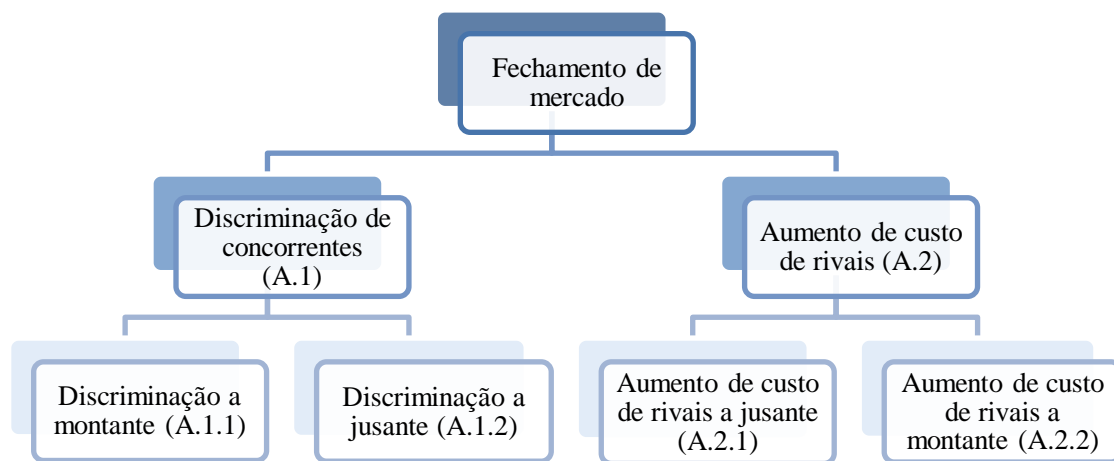 Fechamento de
mercado
Discriminação de
concorrentes
(A.1)
Aumento de custo
de rivais (A.2)
Discriminação a
montante (A.1.1)
Discriminação a
jusante (A.1.2)
Aumento de custo
de rivais a jusante
(A.2.1)
Aumento de custo
de rivais a
montante (A.2.2)